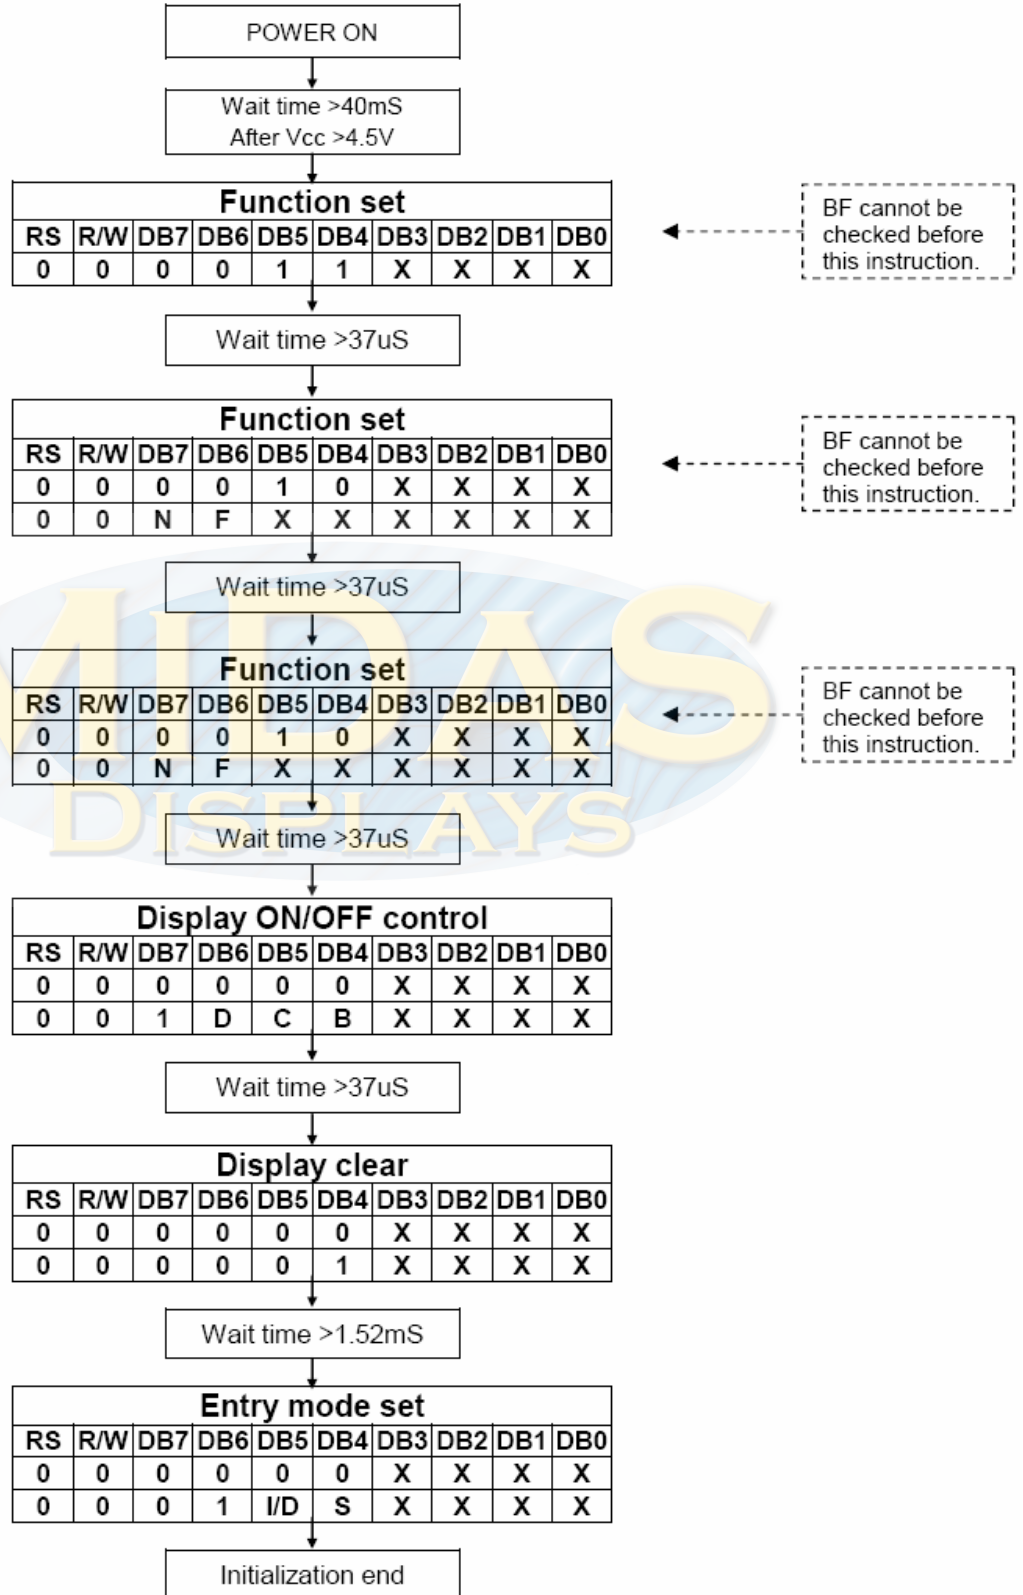 POWER ON
Wait time >40mS
After Vcc >4.5V
Function set
RS R/W DB7 DB6 DB5 DB4 DB3 DB2 DB1 DB0
0 0 0 0 1 1 X X X X
BF cannot be
checked before
this instruction.
Wait time >37uS
Function set
RS R/W DB7 DB6 DB5 DB4 DB3 DB2 DB1 DB0
0 0 0 0 1 0 X X X X
0 0 N F X X X X X X
BF cannot be
checked before
this instruction.
Wait time >37uS
Function set
RS R/W DB7 DB6 DB5 DB4 DB3 DB2 DB1 DB0
0 0 0 0 1 0 X X X X
0 0 N F X X X X X X
BF cannot be
checked before
this instruction.
MIDAS
DISPLAYS
Wait time >37uS
Display ON/OFF control
RS R/W DB7 DB6 DB5 DB4 DB3 DB2 DB1 DB0
0 0 0 0 0 0 X X X X
0 0 1 D C B X X X X
Wait time >37uS
Display clear
RS R/W DB7 DB6 DB5 DB4 DB3 DB2 DB1 DB0
0 0 0 0 0 0 X X X X
0 0 0 0 0 1 X X X X
Wait time >1.52mS
Entry mode set
RS R/W DB7 DB6 DB5 DB4 DB3 DB2 DB1 DB0
0 0 0 0 0 0 X X X X
0 0 0 1 I/D S X X X X
Initialization end